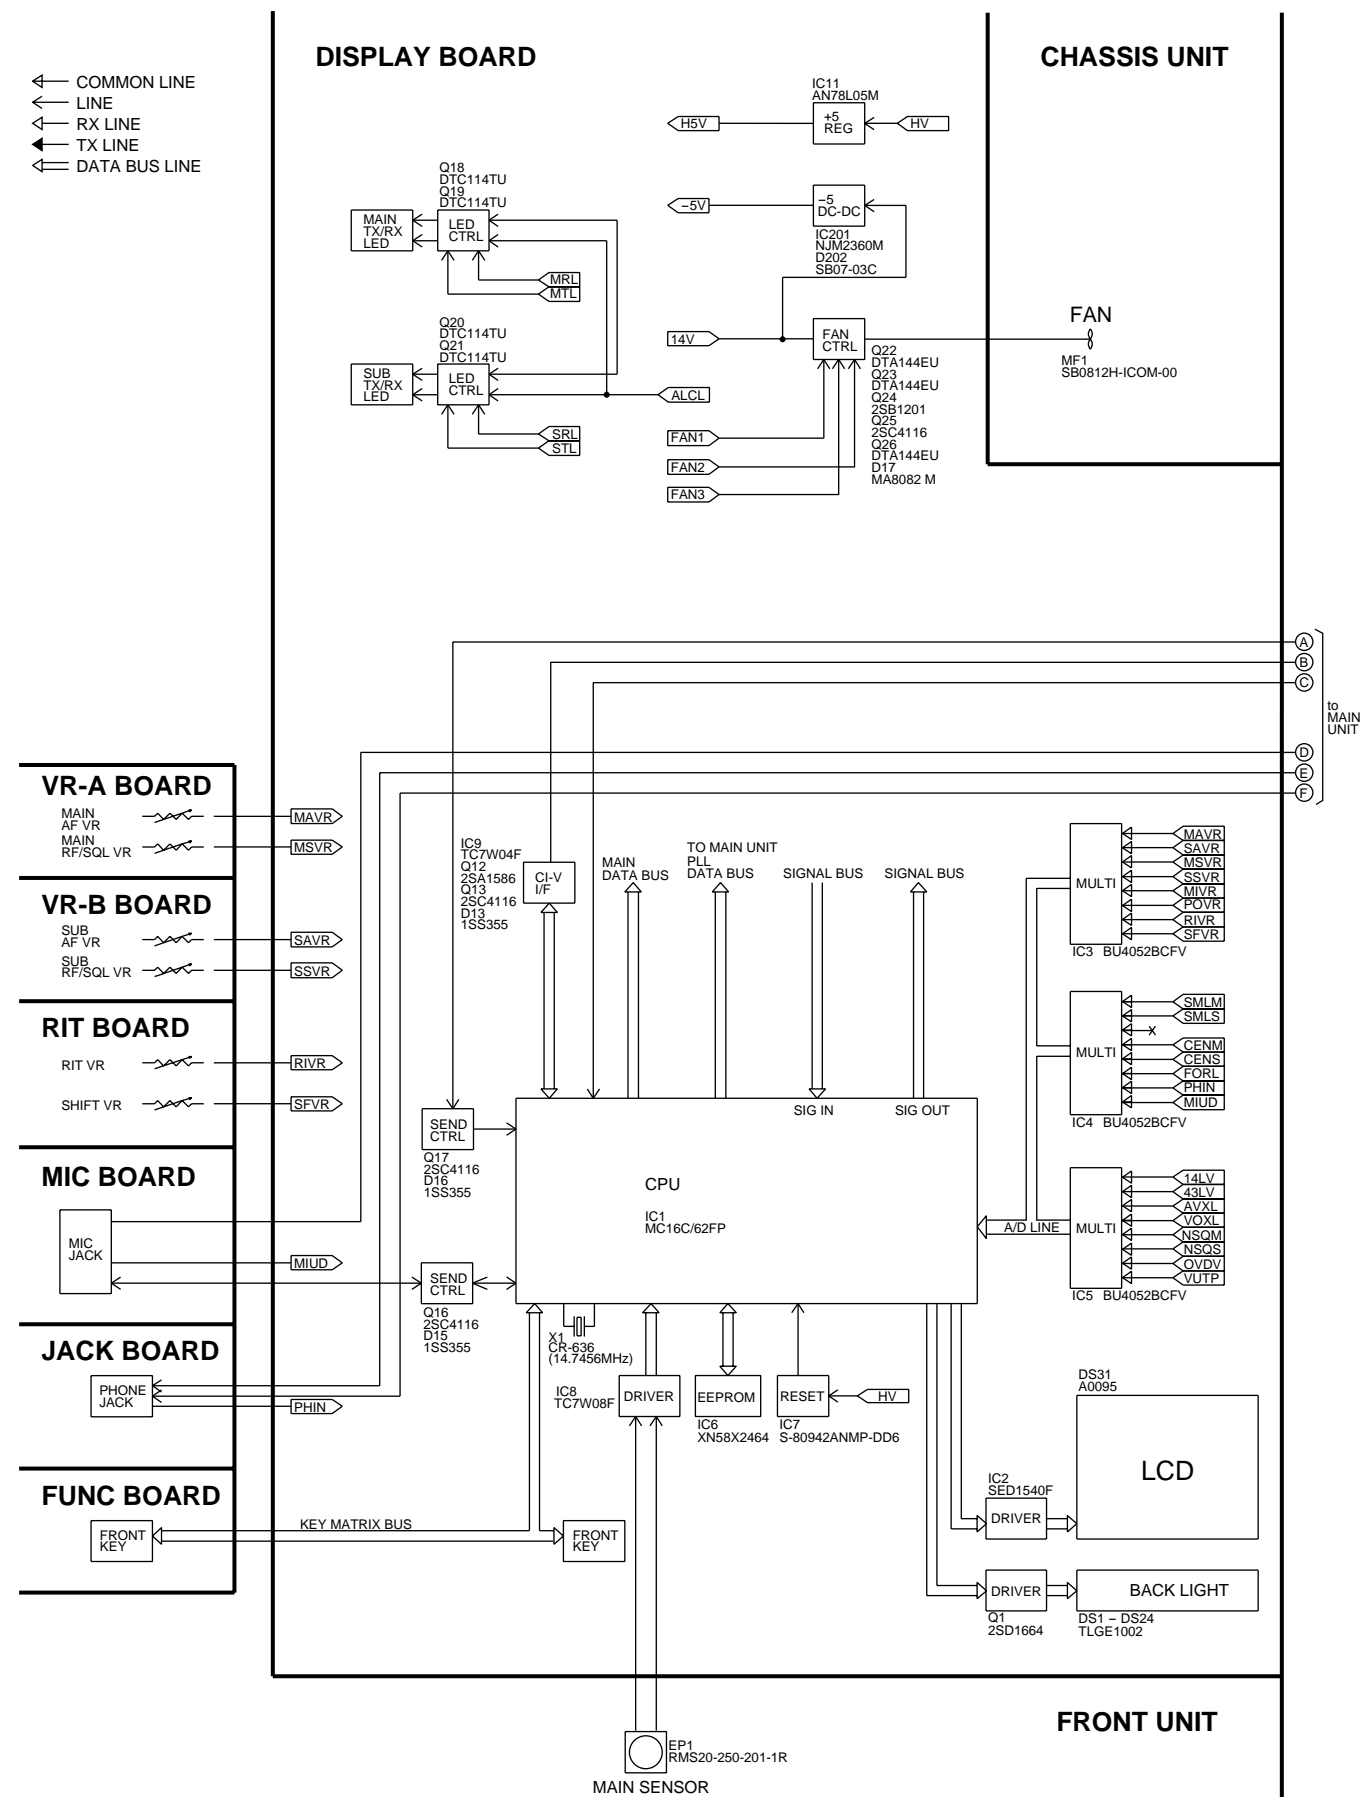 DISPLAY BOARD
CHASSIS UNIT
COMMON LINE
LINE
RX LINE
TX LINE
DATA BUS LINE
IC11
AN78L05M
+5
REG
H5V
HV
Q18
DTC114TU
Q19
DTC114TU
MAIN
TX/RX
LED
LED
CTRL
MRL
MTL
−5V
−5
DC-DC
IC201
NJM2360M
D202
SB07-03C
Q20
DTC114TU
Q21
DTC114TU
SUB
TX/RX
LED
LED
CTRL
ALCL
SRL
STL
14V
FAN
CTRL
FAN1
FAN2
FAN3
Q22
DTA144EU
Q23
DTA144EU
Q24
2SB1201
Q25
2SC4116
Q26
DTA144EU
D17
MA8082 M
FAN
MF1
SB0812H-ICOM-00
A
B
C
D
E
F
to
MAIN
UNIT
VR-A BOARD
MAIN
AF VR
MAVR
MAIN
RF/SQL VR
MSVR
VR-B BOARD
SUB
AF VR
SAVR
SUB
RF/SQL VR
SSVR
RIT BOARD
RIT VR
RIVR
SHIFT VR
SFVR
MIC BOARD
MIC
JACK
MIUD
JACK BOARD
PHONE
JACK
PHIN
FUNC BOARD
FRONT
KEY
KEY MATRIX BUS
FRONT
KEY
IC9
TC7W04F
Q12
2SA1586
Q13
2SC4116
D13
1SS355
CI-V
I/F
MAIN
DATA BUS
TO MAIN UNIT
PLL
DATA BUS
SIGNAL BUS
SIGNAL BUS
SIG IN
SIG OUT
SEND
CTRL
Q17
2SC4116
D16
1SS355
SEND
CTRL
Q16
2SC4116
D15
1SS355
CPU
IC1
MC16C/62FP
A/D LINE
X1
CR-636
(14.7456MHz)
IC8
TC7W08F
DRIVER
EEPROM
IC6
XN58X2464
RESET
HV
IC7
S-80942ANMP-DD6
MULTI
MAVR
SAVR
MSVR
SSVR
MIVR
POVR
RIVR
SFVR
IC3 BU4052BCFV
MULTI
SMLM
SMLS
X
CENM
CENS
FORL
PHIN
MIUD
IC4 BU4052BCFV
MULTI
14LV
43LV
AVXL
VOXL
NSQM
NSQS
OVDV
VUTP
IC5 BU4052BCFV
DS31
A0095
LCD
IC2
SED1540F
DRIVER
DRIVER
Q1
2SD1664
BACK LIGHT
DS1 − DS24
TLGE1002
FRONT UNIT
EP1
RMS20-250-201-1R
MAIN SENSOR